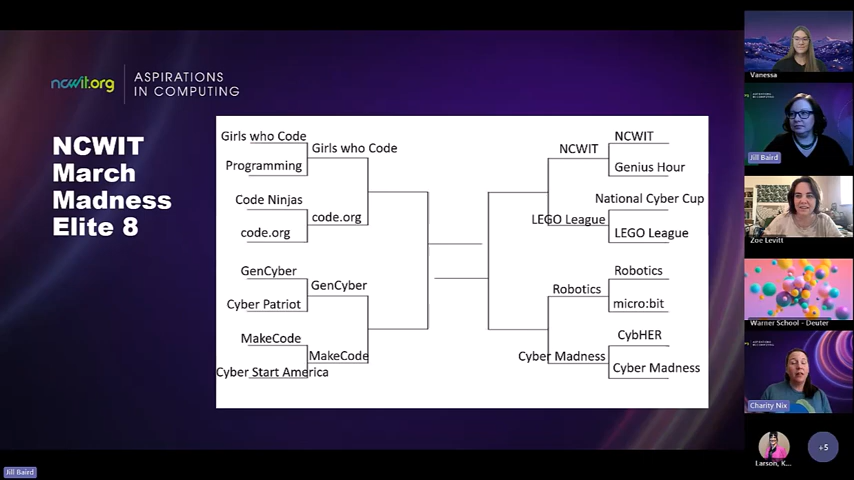 ncwit.org
ASPIRATIONS
IN COMPUTING
NCWIT
March
Madness
Elite 8
Girls who Code
Programming
Girls who Code
Code Ninjas
code.org
code.org
GenCyber
Cyber Patriot
GenCyber
MakeCode
MakeCode
Cyber Start America
NCWIT
NCWIT
Genius Hour
National Cyber Cup
LEGO League
LEGO League
Robotics
Robotics
micro:bit
CybHER
Cyber Madness
Cyber Madness
Vanessa
Jill Baird
Zoe Levitt
Warner School - Deuter
Charity Nix
Larson, K...
+5
Jill Baird